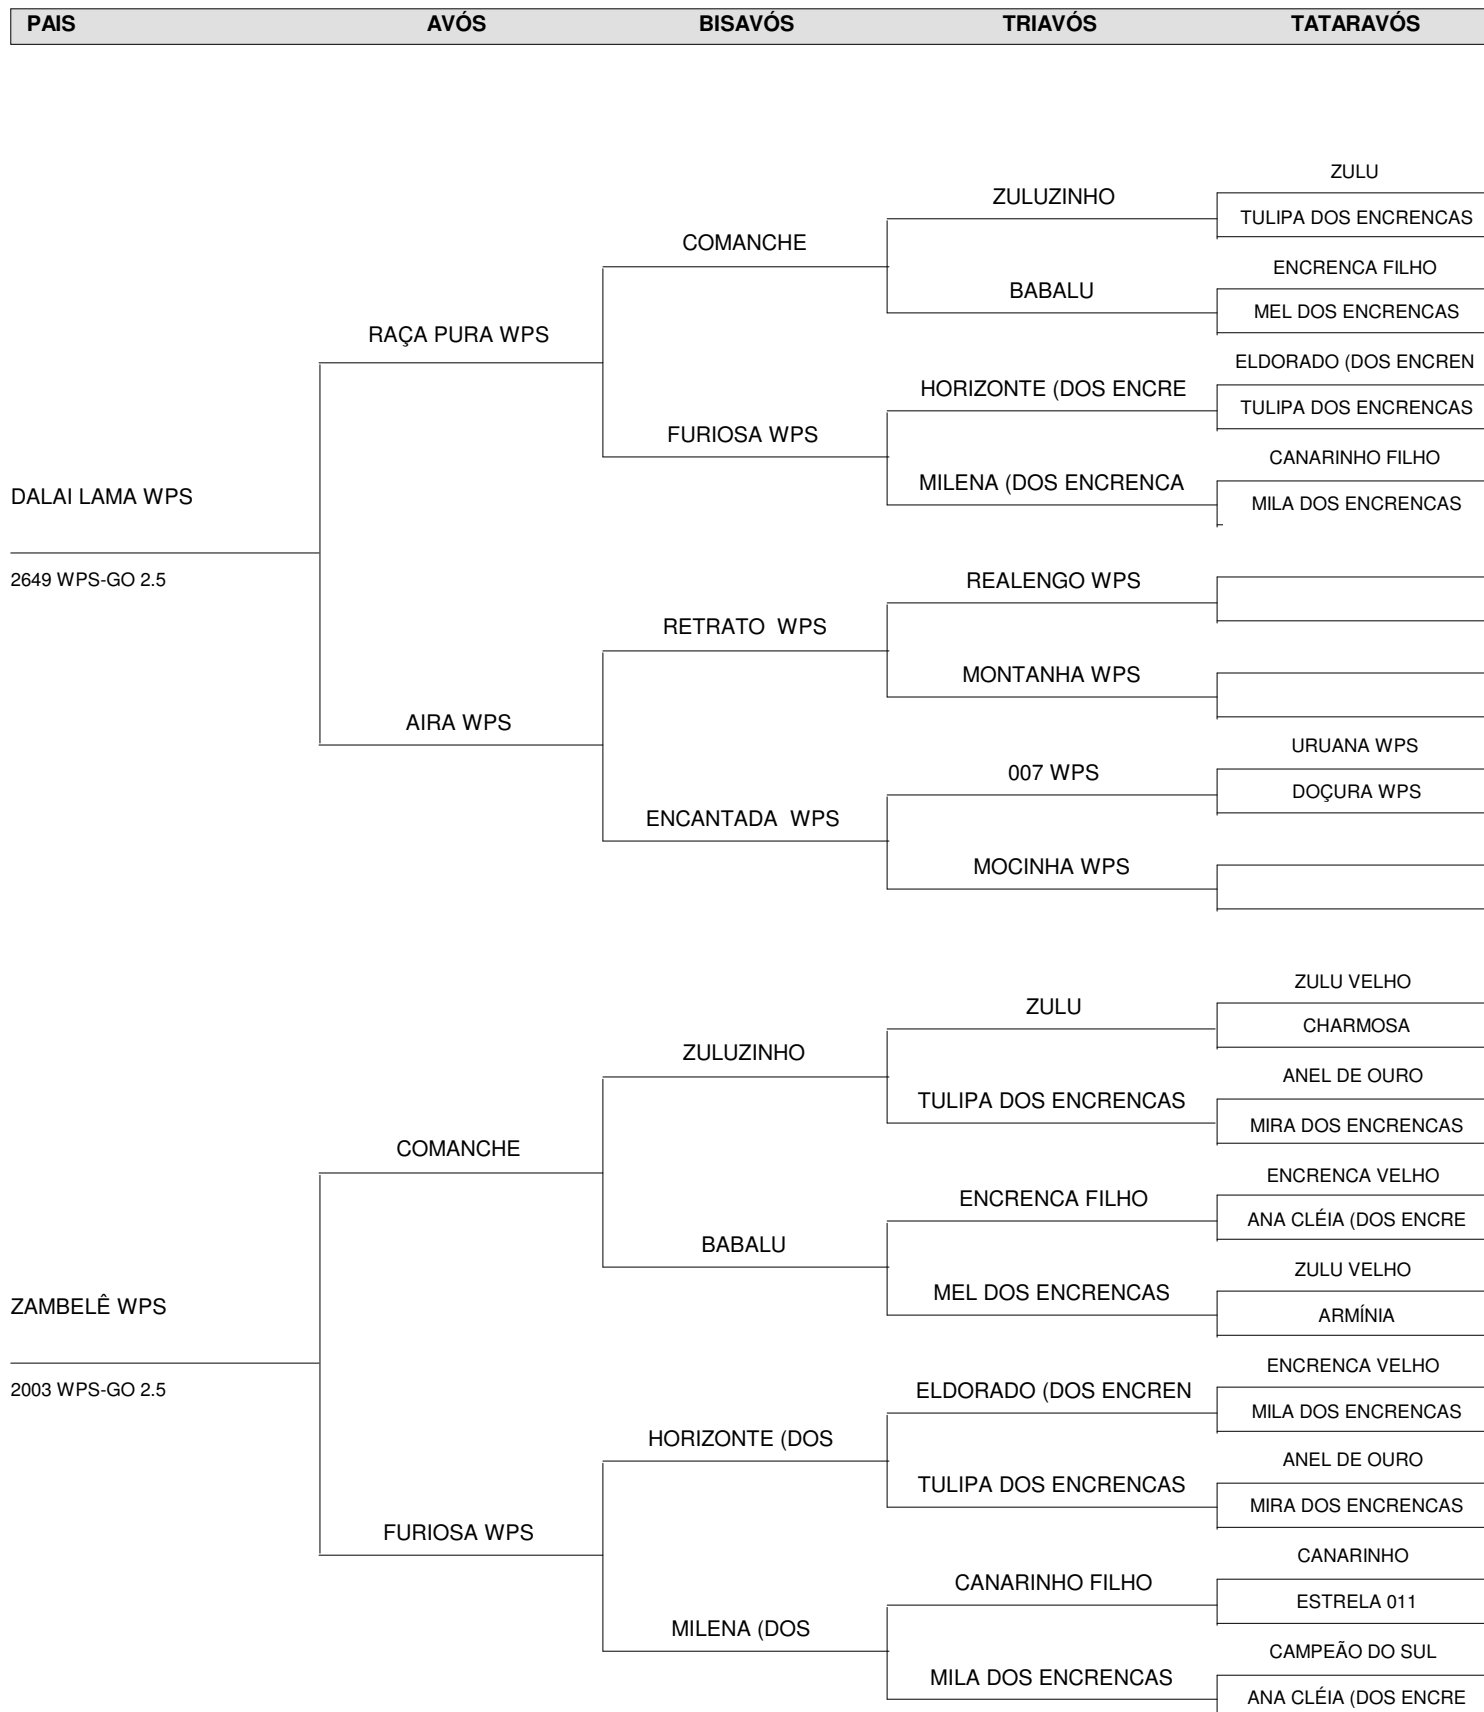 PAIS AVÓS BISAVÓS TRIAVÓS TATARAVÓS
ZULU
ZULUZINHO
TULIPA DOS ENCRENCAS
COMANCHE
ENCRENCA FILHO
BABALU
MEL DOS ENCRENCAS
RAÇA PURA WPS
ELDORADO (DOS ENCREN
HORIZONTE (DOS ENCRE
TULIPA DOS ENCRENCAS
FURIOSA WPS
CANARINHO FILHO
MILENA (DOS ENCRENCA
DALAI LAMA WPS
MILA DOS ENCRENCAS
2649 WPS-GO 2.5
REALENGO WPS
RETRATO  WPS
MONTANHA WPS
AIRA WPS
URUANA WPS
007 WPS
DOÇURA WPS
ENCANTADA  WPS
MOCINHA WPS
ZULU VELHO
ZULU
CHARMOSA
ZULUZINHO
ANEL DE OURO
TULIPA DOS ENCRENCAS
MIRA DOS ENCRENCAS
COMANCHE
ENCRENCA VELHO
ENCRENCA FILHO
ANA CLÉIA (DOS ENCRE
BABALU
ZULU VELHO
MEL DOS ENCRENCAS
ZAMBELÊ WPS
ARMÍNIA
ENCRENCA VELHO
2003 WPS-GO 2.5
ELDORADO (DOS ENCREN
MILA DOS ENCRENCAS
HORIZONTE (DOS
ANEL DE OURO
TULIPA DOS ENCRENCAS
MIRA DOS ENCRENCAS
FURIOSA WPS
CANARINHO
CANARINHO FILHO
ESTRELA 011
MILENA (DOS
CAMPEÃO DO SUL
MILA DOS ENCRENCAS
ANA CLÉIA (DOS ENCRE